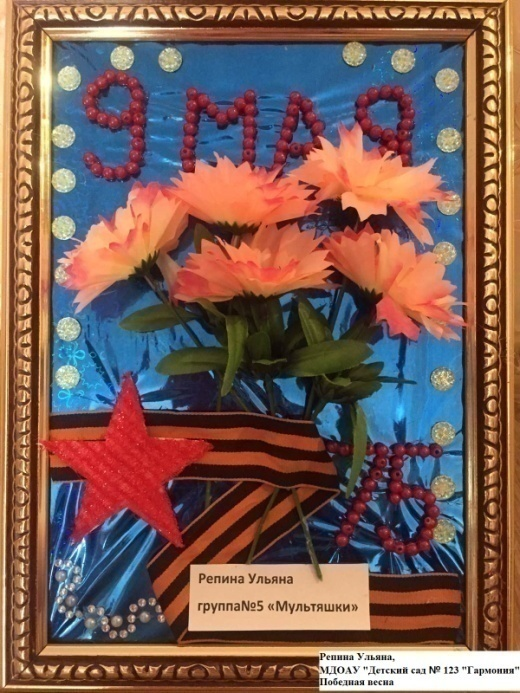 9 МАЯ
75
Репина Ульяна
группа№5 «Мультяшки»
Репина Ульяна,
МДОАУ "Детский сад № 123 "Гармония"
Победная весна